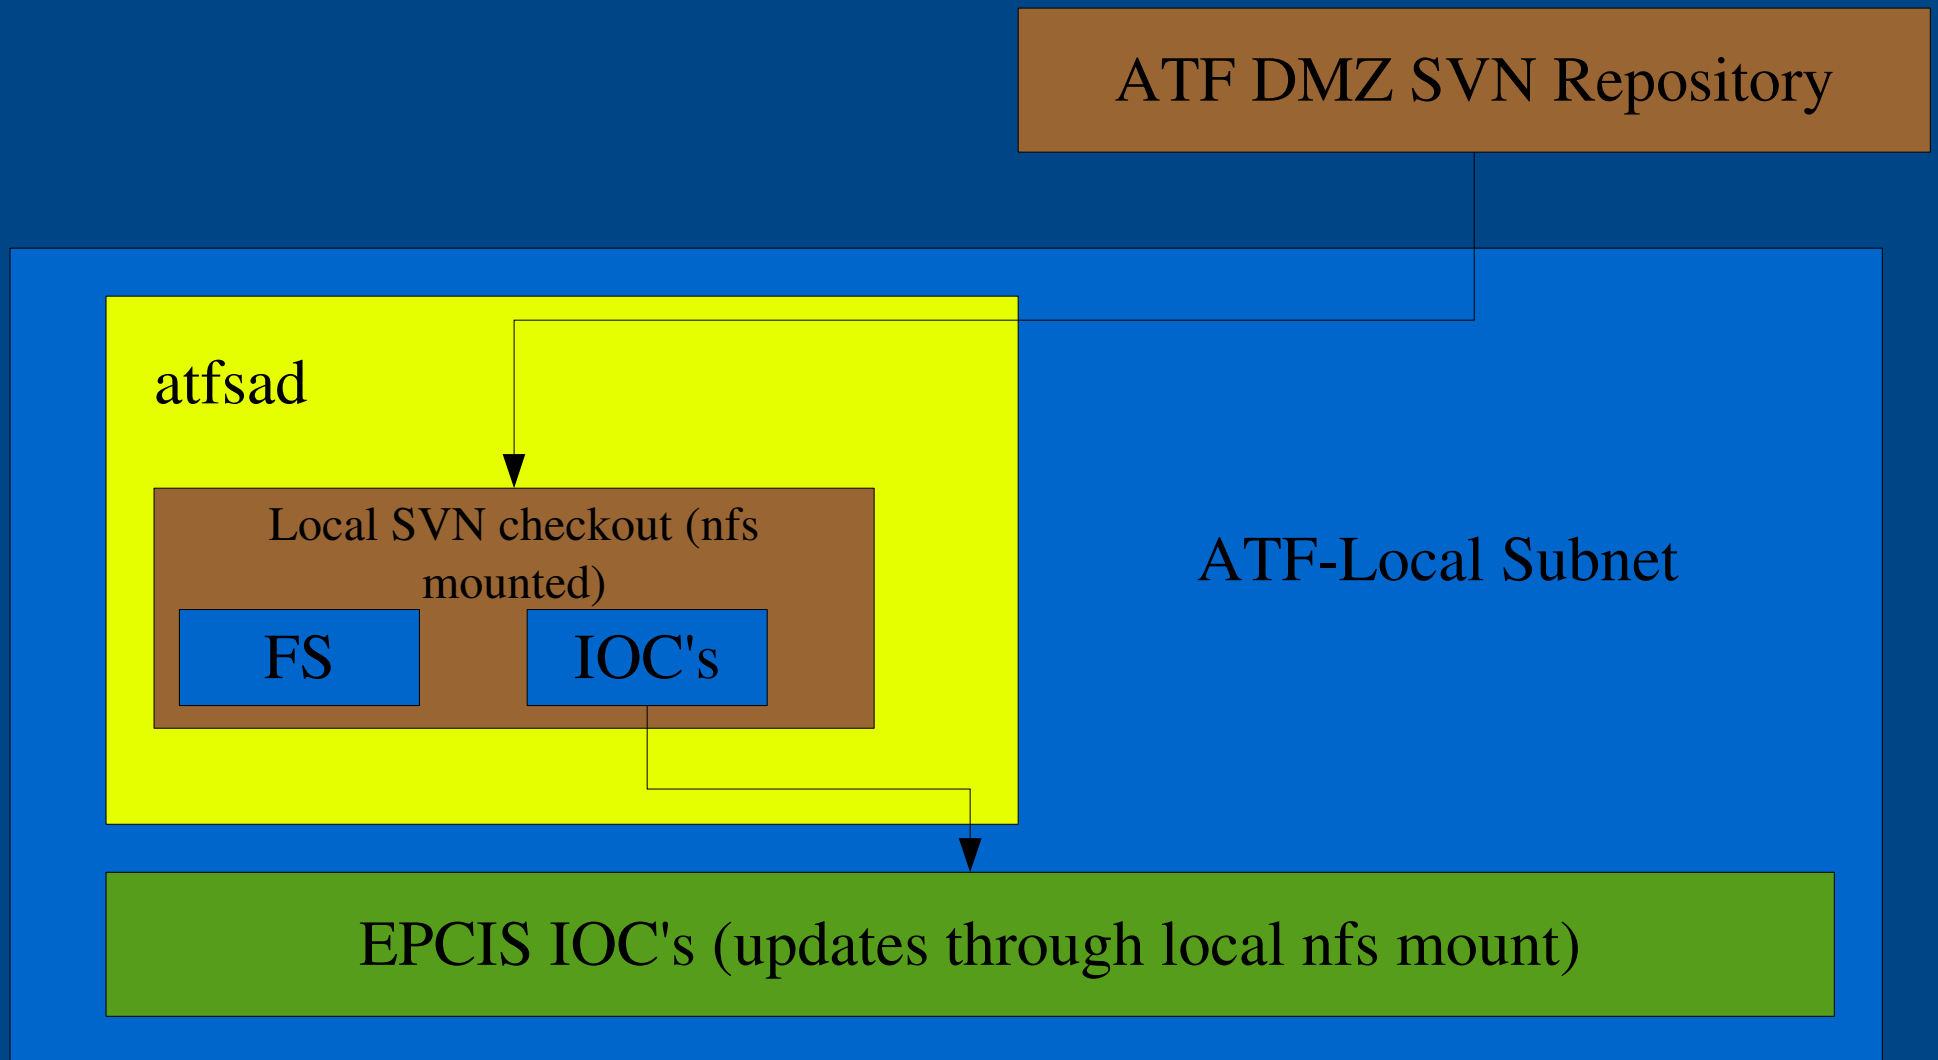 ATF DMZ SVN Repository
atfsad
Local SVN checkout (nfs
mounted)
FS
IOC's
ATF-Local Subnet
EPCIS IOC's (updates through local nfs mount)